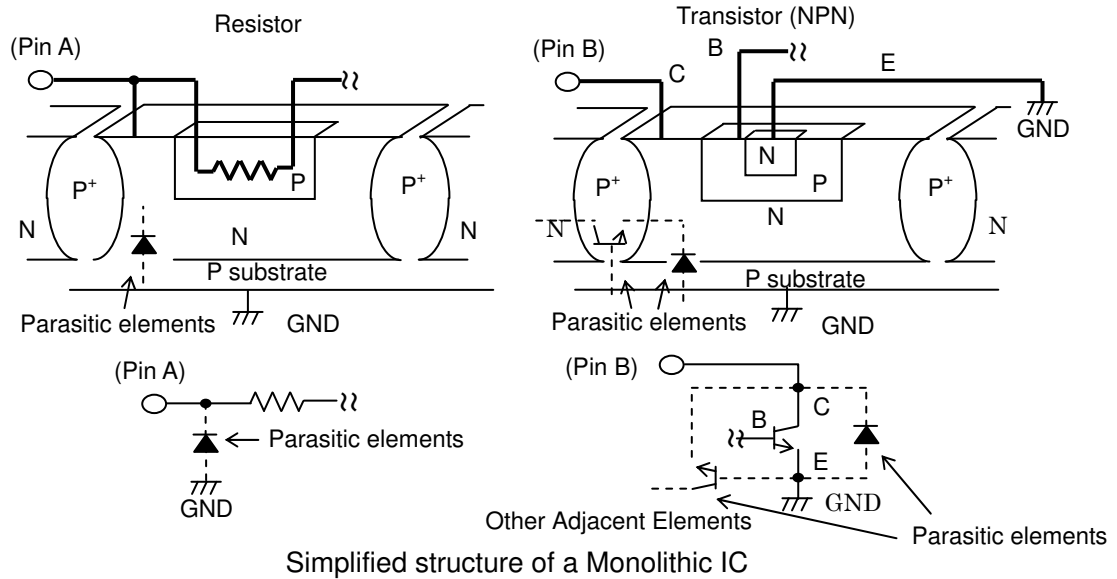 Resistor
(Pin A)
P+
P
P+
N
N
N
P substrate
Parasitic elements
GND
Transistor (NPN)
(Pin B)
C
B
E
GND
P+
N
P
P+
N
N
N
P substrate
Parasitic elements
GND
(Pin A)
Parasitic elements
GND
(Pin B)
C
B
E
GND
Other Adjacent Elements
Parasitic elements
Simplified structure of a Monolithic IC